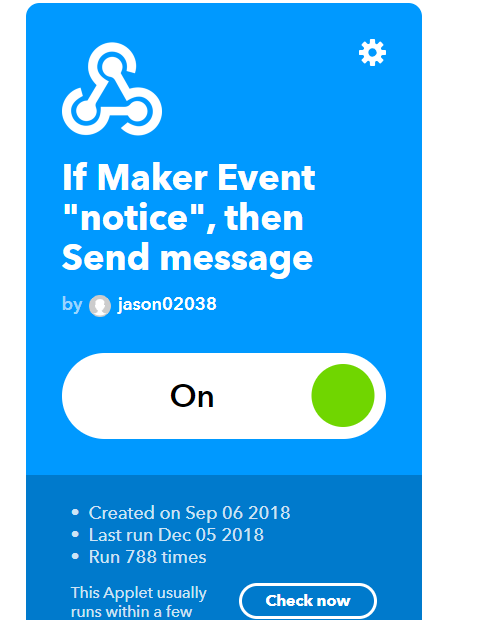 If Maker Event
"notice", then
Send message
by jason02038
On
• Created on Sep 06 2018
• Last run Dec 05 2018
• Run 788 times
This Applet usually
runs within a few
Check now